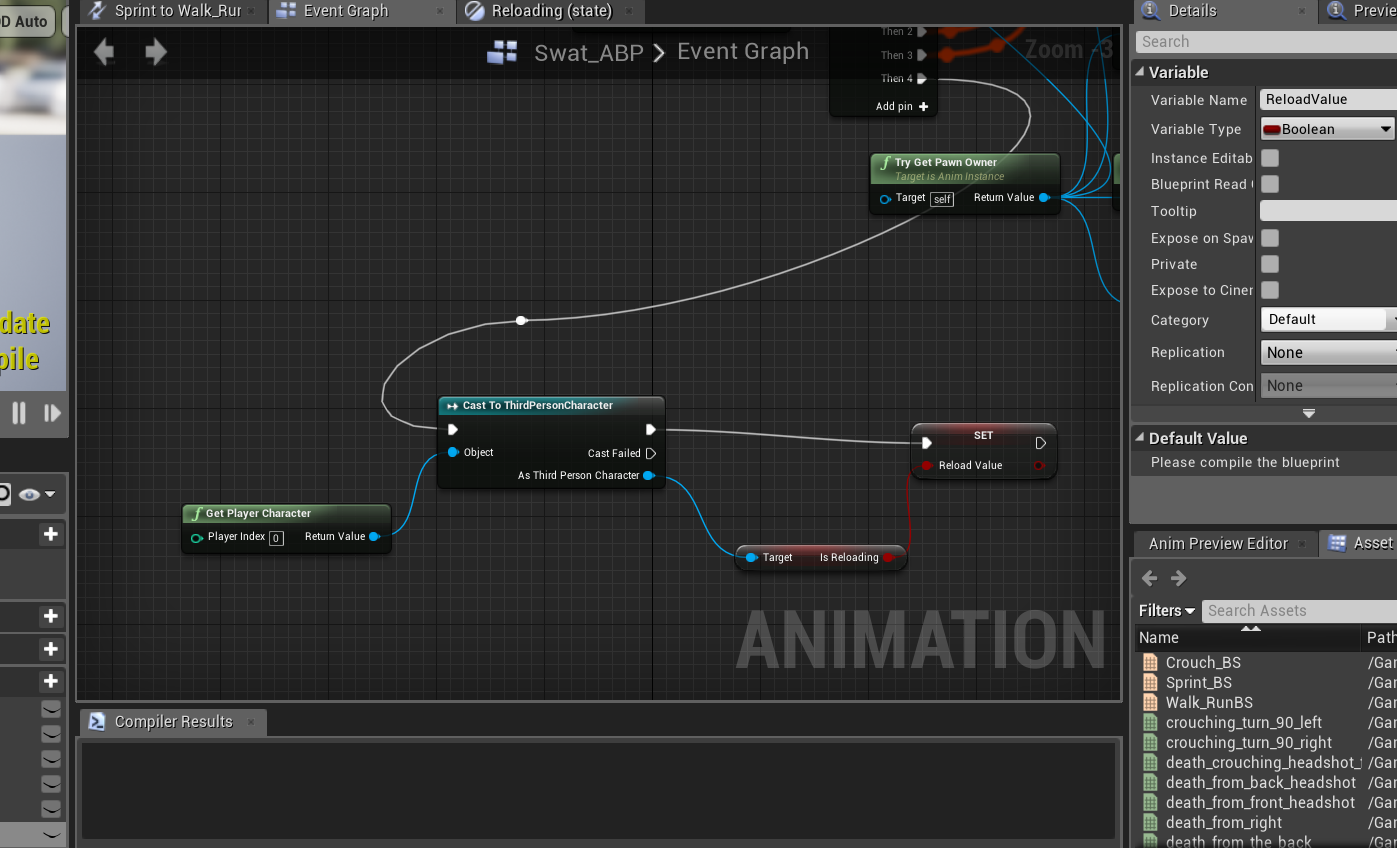 D Auto
Sprint to Walk_Run
Event Graph
Reloading (state)
Details
Previe
Swat_ABP > Event Graph
Zoom -3
Then 2
Then 3
Then 4
Add pin
Try Get Pawn Owner
Target is Anim Instance
Target self Return Value
Search
Variable
Variable Name ReloadValue
Variable Type Boolean
Instance Editab
Blueprint Read
Tooltip
Expose on Spaw
Private
Expose to Ciner
Category Default
Replication None
Replication Con None
Default Value
Please compile the blueprint
date
pile
Cast To ThirdPersonCharacter
Object
Cast Failed
As Third Person Character
SET
Reload Value
Get Player Character
Player Index 0 Return Value
Target Is Reloading
ANIMATION
Compiler Results
Anim Preview Editor
Asset
Filters
Search Assets
Name Path
Crouch_BS /Gar
Sprint_BS /Gar
Walk_RunBS /Gar
crouching_turn_90_left /Gar
crouching_turn_90_right /Gar
death_crouching_headshot_f /Gar
death_from_back_headshot /Gar
death_from_front_headshot /Gar
death_from_right /Gar
death_from_the_back /Gar